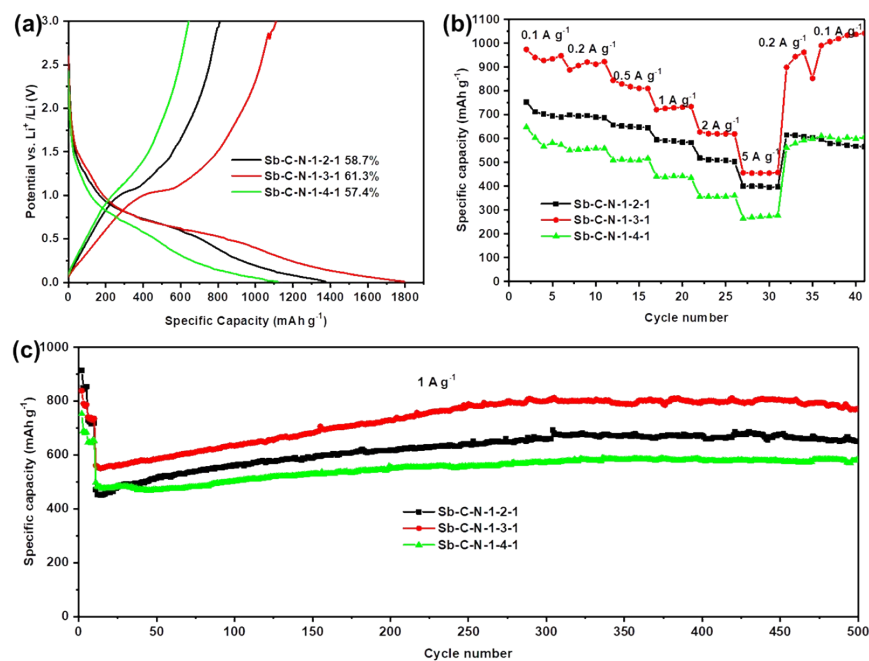 (a)
3.0
2.5
2.0
1.5
1.0
0.5
0.0
Potential vs. Li+ /Li (V)
Sb-C-N-1-2-1 58.7%
Sb-C-N-1-3-1 61.3%
Sb-C-N-1-4-1 57.4%
0 200 400 600 800 1000 1200 1400 1600 1800
Specific Capacity (mAh g-1)
(b)
1100
1000
900
800
700
600
500
400
300
200
100
0
Specific capacity (mAh g-1)
0.1 A g-1
0.2 A g-1
0.5 A g-1
1 A g-1
2 A g-1
5 A g-1
0.2 A g-1
0.1 A g-1
Sb-C-N-1-2-1
Sb-C-N-1-3-1
Sb-C-N-1-4-1
0 5 10 15 20 25 30 35 40
Cycle number
(c)
1000
800
600
400
200
0
Specific capacity (mAh g-1)
1 A g-1
Sb-C-N-1-2-1
Sb-C-N-1-3-1
Sb-C-N-1-4-1
0 50 100 150 200 250 300 350 400 450 500
Cycle number